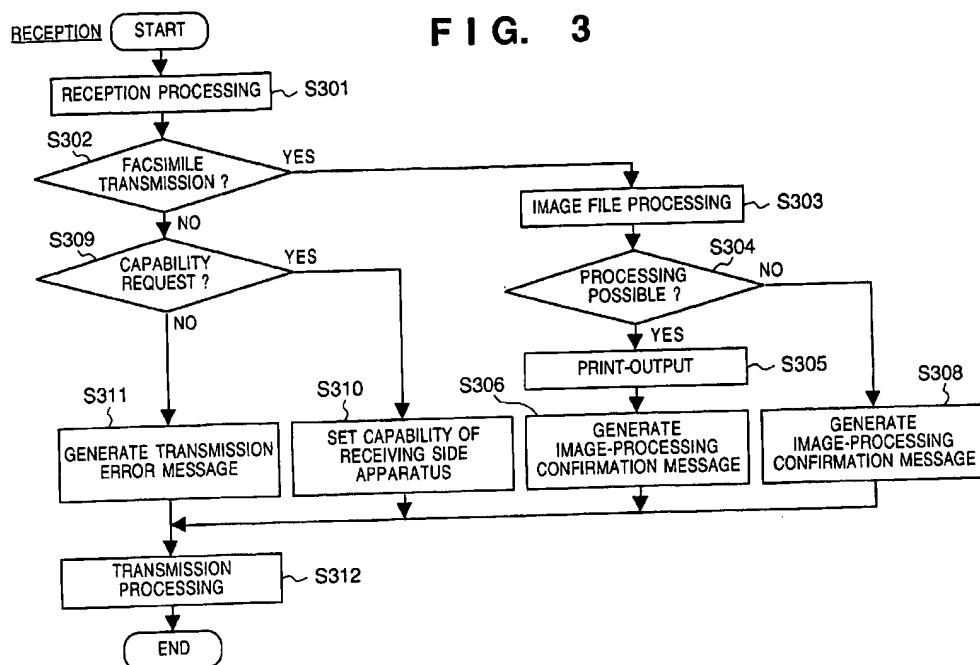 FIG. 3
RECEPTION
START
RECEPTION PROCESSING
S301
S302
FACSIMILE
TRANSMISSION ?
YES
NO
IMAGE FILE PROCESSING
S303
S309
CAPABILITY
REQUEST ?
YES
NO
S304
PROCESSING
POSSIBLE ?
NO
YES
PRINT-OUTPUT
S305
S311
GENERATE TRANSMISSION
ERROR MESSAGE
S310
SET CAPABILITY OF
RECEIVING SIDE
APPARATUS
S306
GENERATE
IMAGE-PROCESSING
CONFIRMATION MESSAGE
S308
GENERATE
IMAGE-PROCESSING
CONFIRMATION MESSAGE
TRANSMISSION
PROCESSING
S312
END